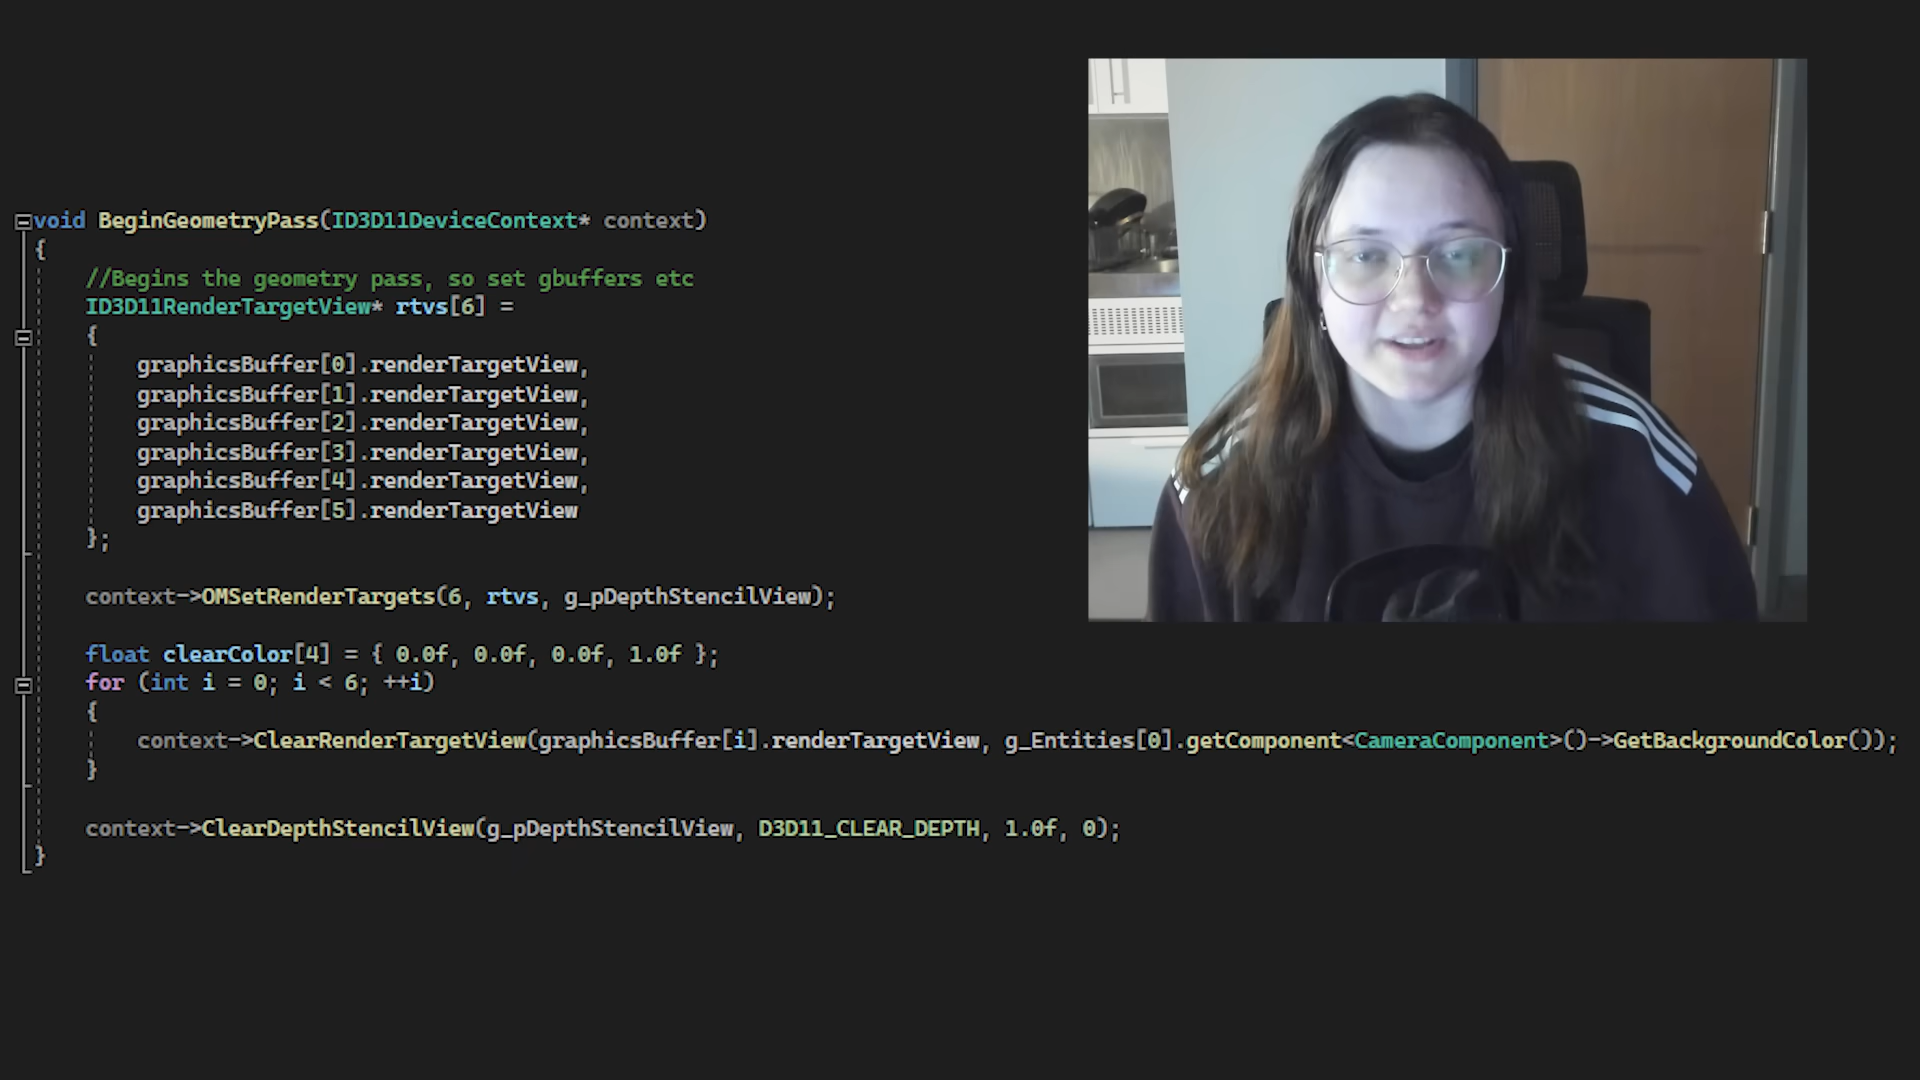 void BeginGeometryPass(ID3D11DeviceContext* context)
{
//Begins the geometry pass, so set gbuffers etc
ID3D11RenderTargetView* rtvs[6] =
{
graphicsBuffer[0].renderTargetView,
graphicsBuffer[1].renderTargetView,
graphicsBuffer[2].renderTargetView,
graphicsBuffer[3].renderTargetView,
graphicsBuffer[4].renderTargetView,
graphicsBuffer[5].renderTargetView
};
context->OMSetRenderTargets(6, rtvs, g_pDepthStencilView);
float clearColor[4] = { 0.0f, 0.0f, 0.0f, 1.0f };
for (int i = 0; i < 6; ++i)
{
context->ClearRenderTargetView(graphicsBuffer[i].renderTargetView, g_Entities[0].getComponent<CameraComponent>()->GetBackgroundColor());
}
context->ClearDepthStencilView(g_pDepthStencilView, D3D11_CLEAR_DEPTH, 1.0f, 0);
}